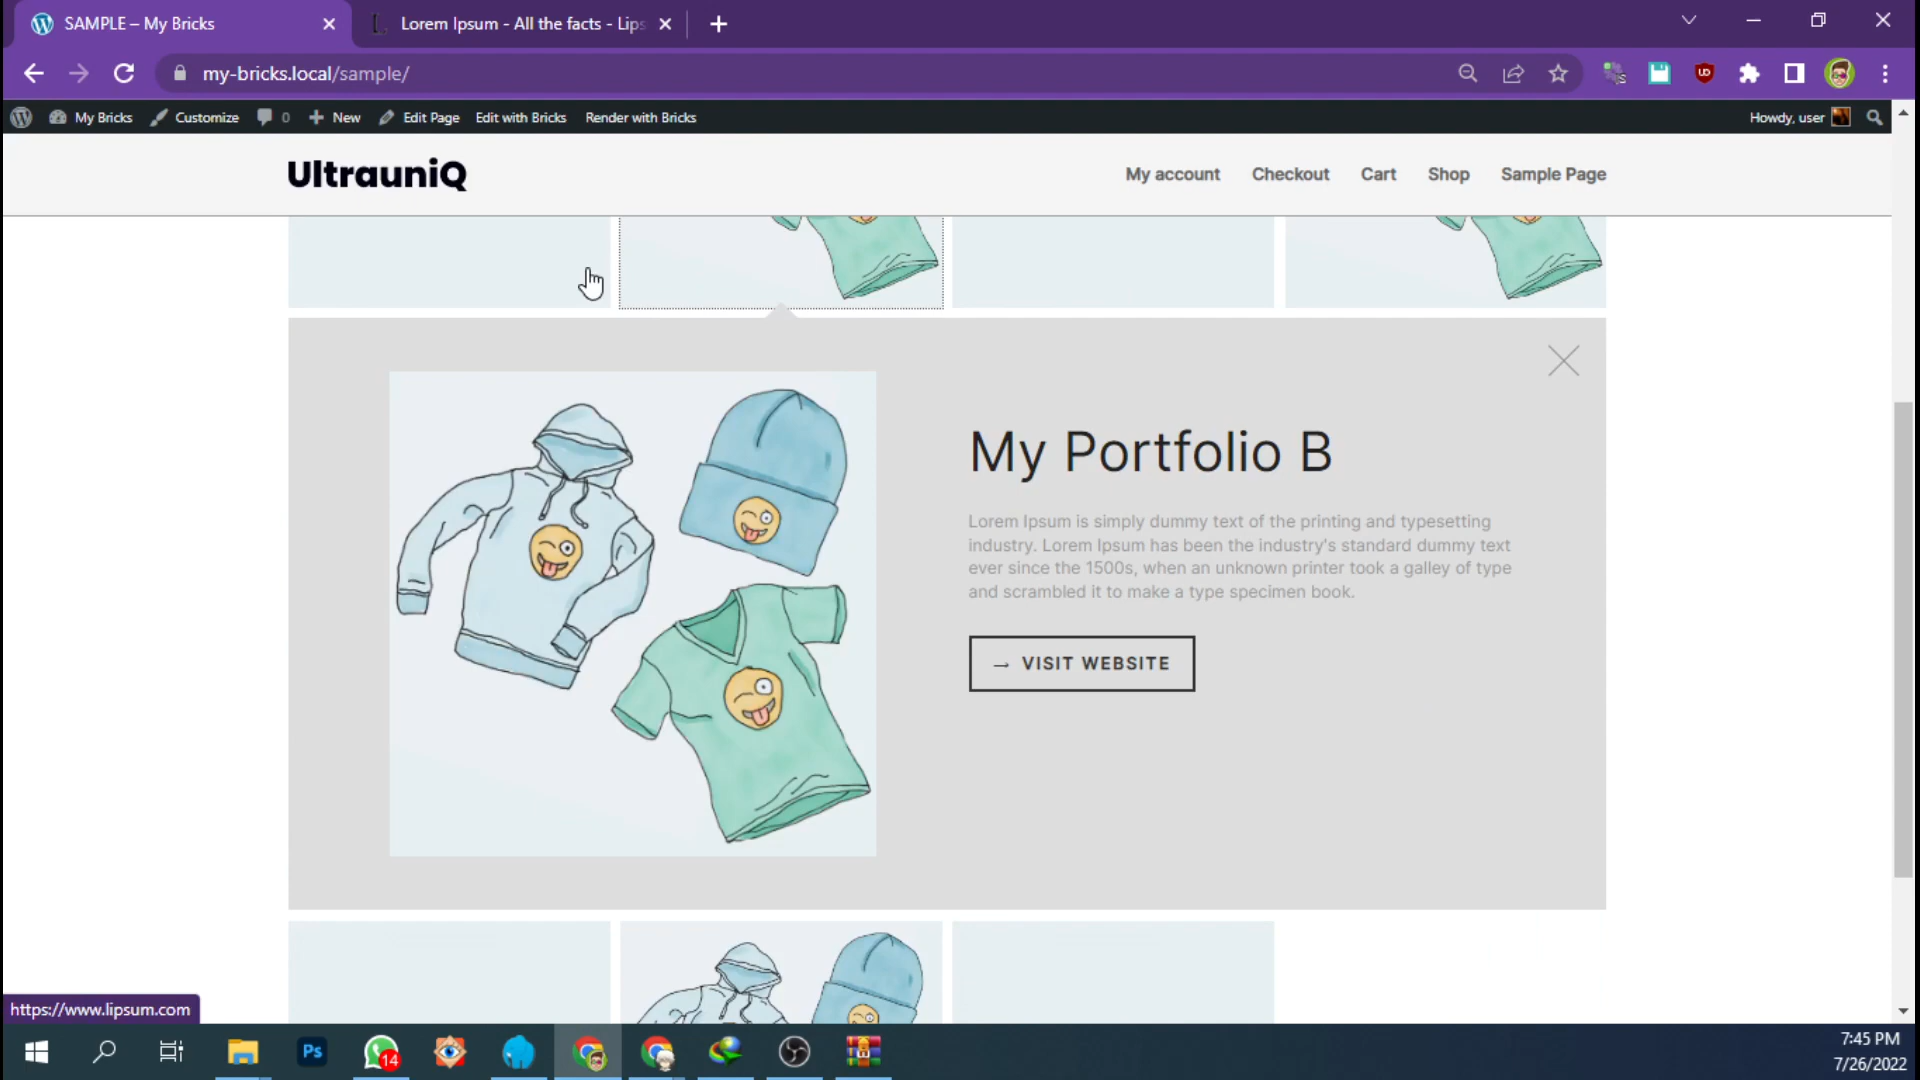 SAMPLE – My Bricks
Lorem Ipsum - All the facts - Lips
my-bricks.local/sample/
My Bricks
Customize
0
New
Edit Page
Edit with Bricks
Render with Bricks
Howdy, user
UltrauniQ
My account
Checkout
Cart
Shop
Sample Page
My Portfolio B
Lorem Ipsum is simply dummy text of the printing and typesetting
industry. Lorem Ipsum has been the industry's standard dummy text
ever since the 1500s, when an unknown printer took a galley of type
and scrambled it to make a type specimen book.
→ VISIT WEBSITE
https://www.lipsum.com
Ps
14
7:45 PM
7/26/2022